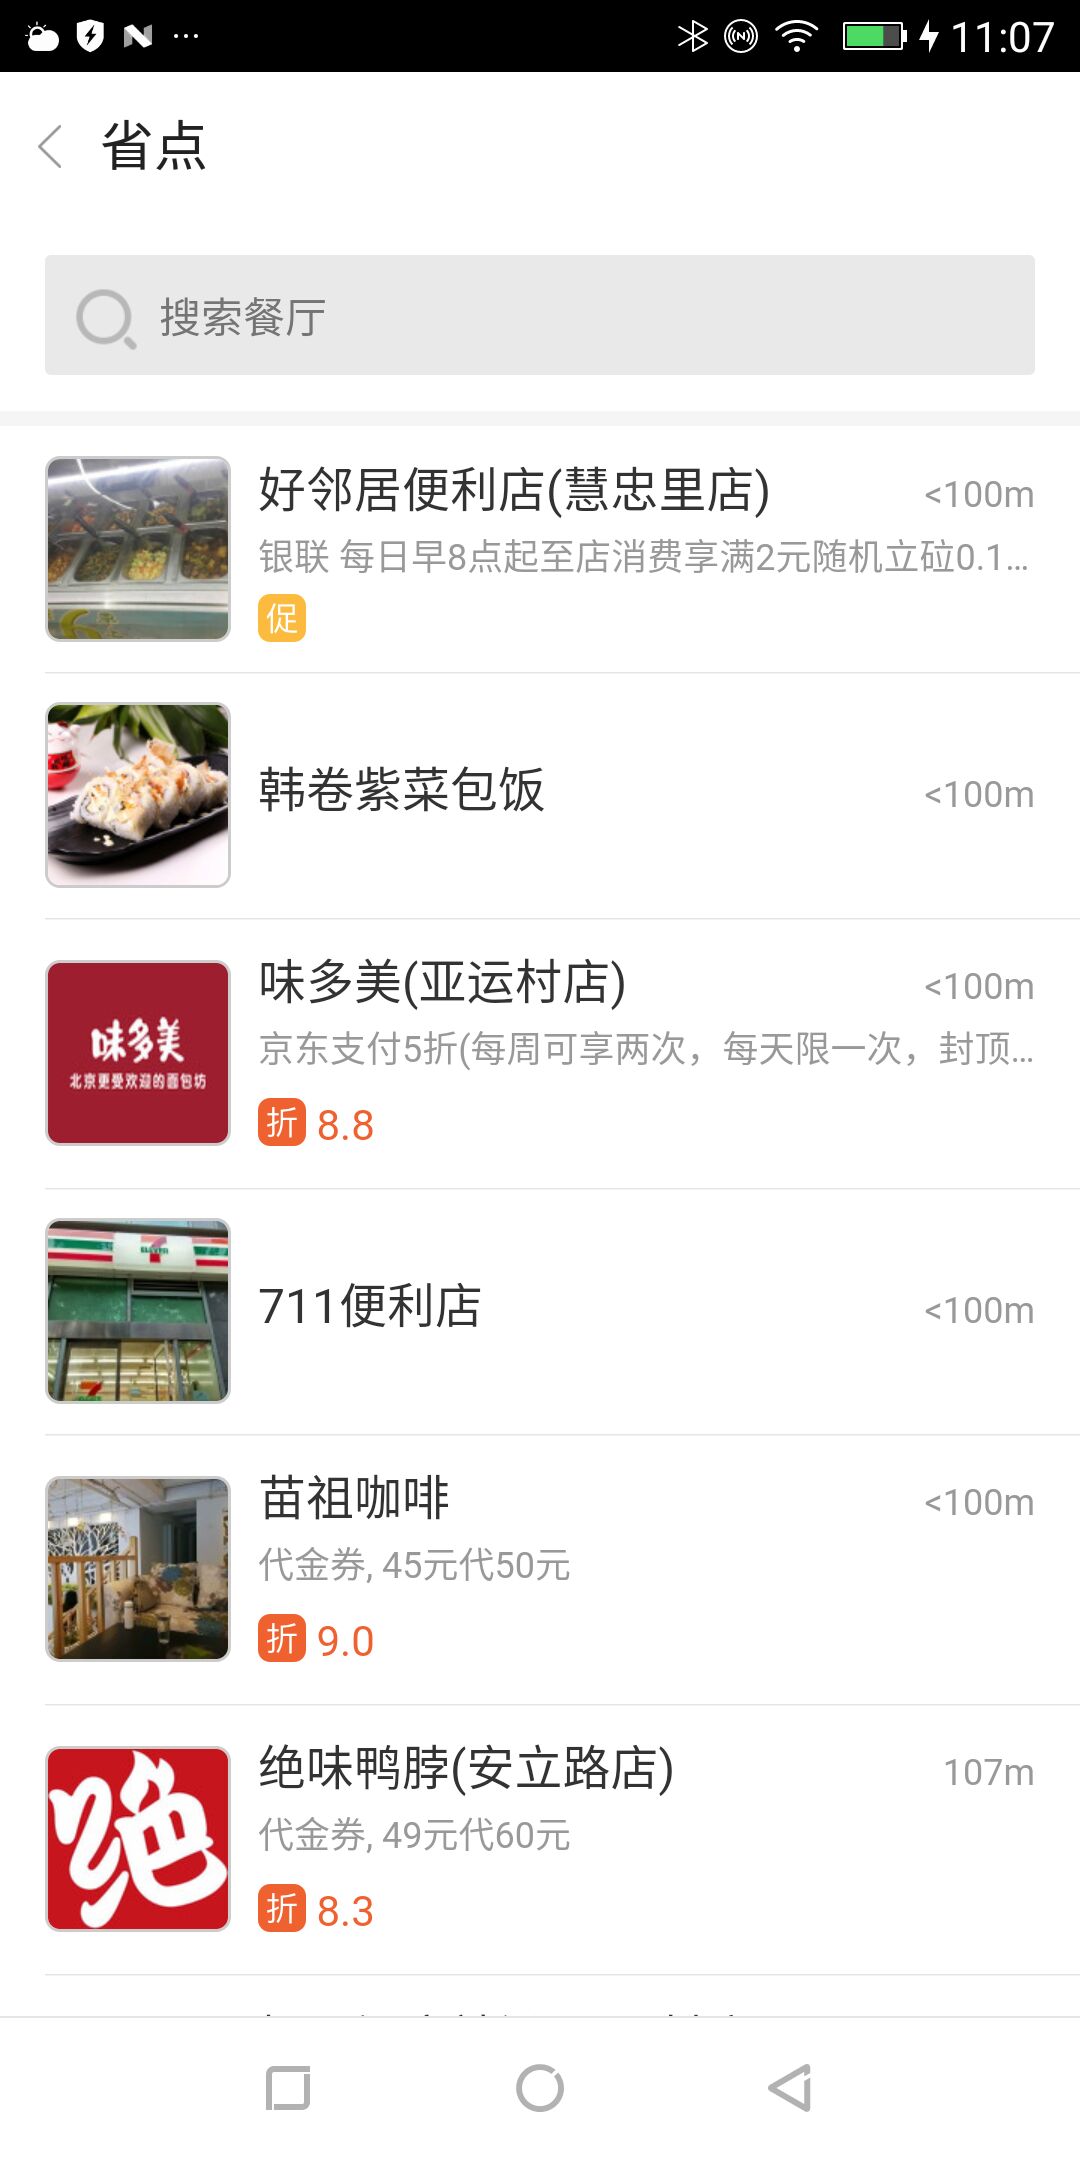 11:07
省点
搜索餐厅
好邻居便利店(慧忠里店)
<100m
银联 每日早8点起至店消费享满2元随机立砬0.1...
促
韩卷紫菜包饭
<100m
味多美
北京更受欢迎的面包坊
味多美(亚运村店)
<100m
京东支付5折(每周可享两次，每天限一次，封顶...
折 8.8
ELEVEN
711便利店
<100m
苗祖咖啡
<100m
代金券, 45元代50元
折 9.0
绝
绝味鸭脖(安立路店)
107m
代金券, 49元代60元
折 8.3